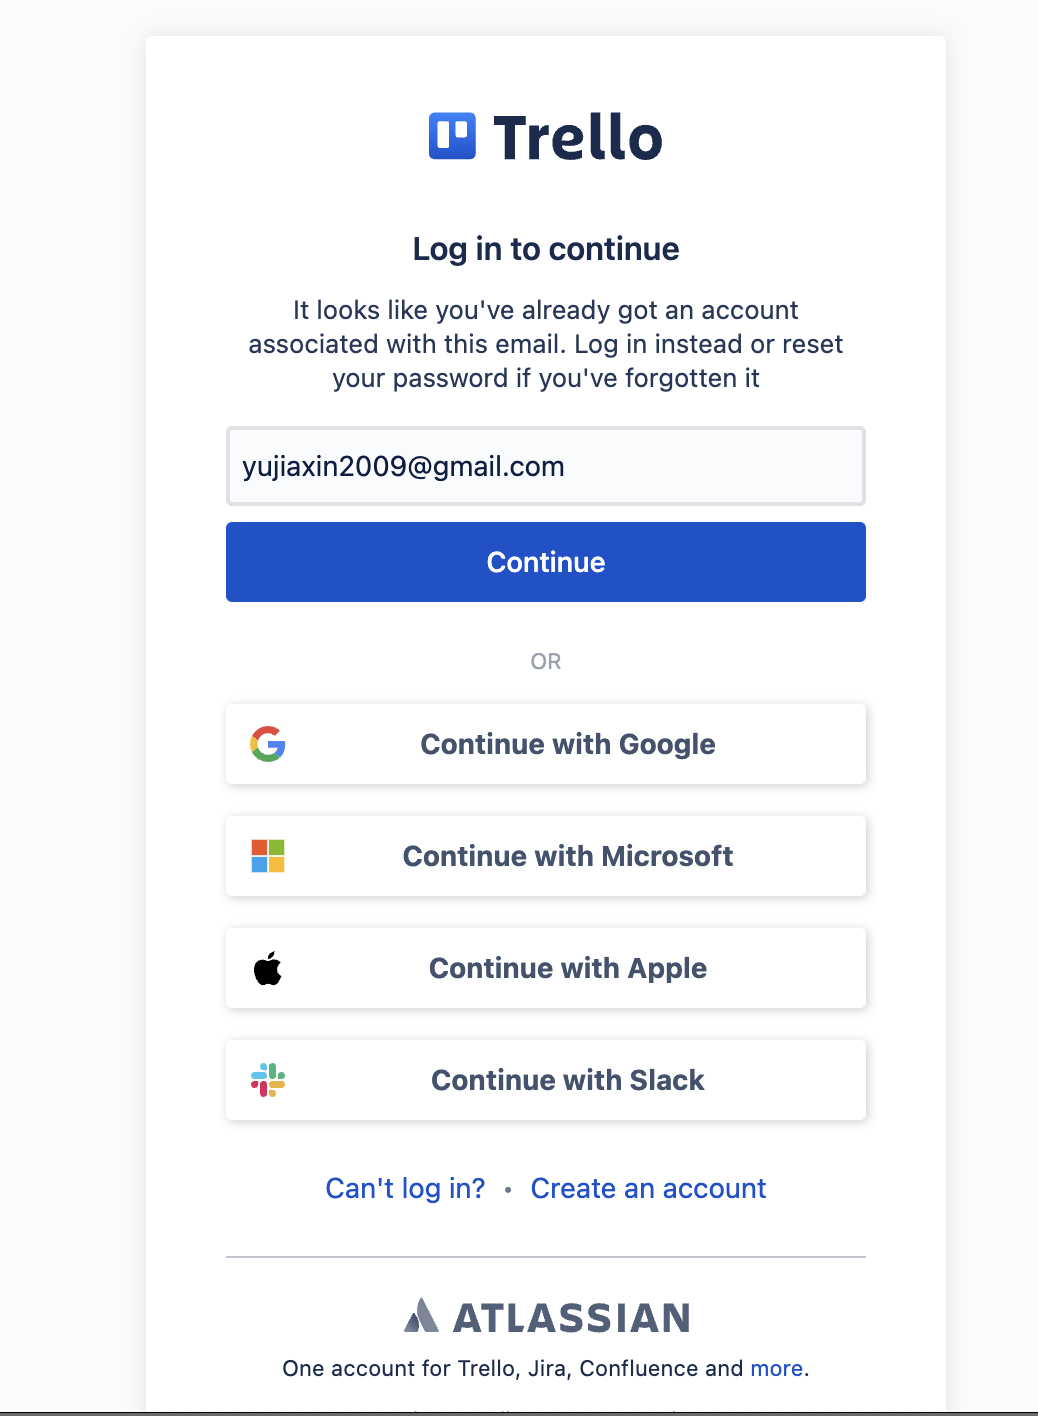 Trello
Log in to continue
It looks like you've already got an account
associated with this email. Log in instead or reset
your password if you've forgotten it
yujiaxin2009@gmail.com
Continue
OR
Continue with Google
Continue with Microsoft
Continue with Apple
Continue with Slack
Can't log in? • Create an account
ATLASSIAN
One account for Trello, Jira, Confluence and more.